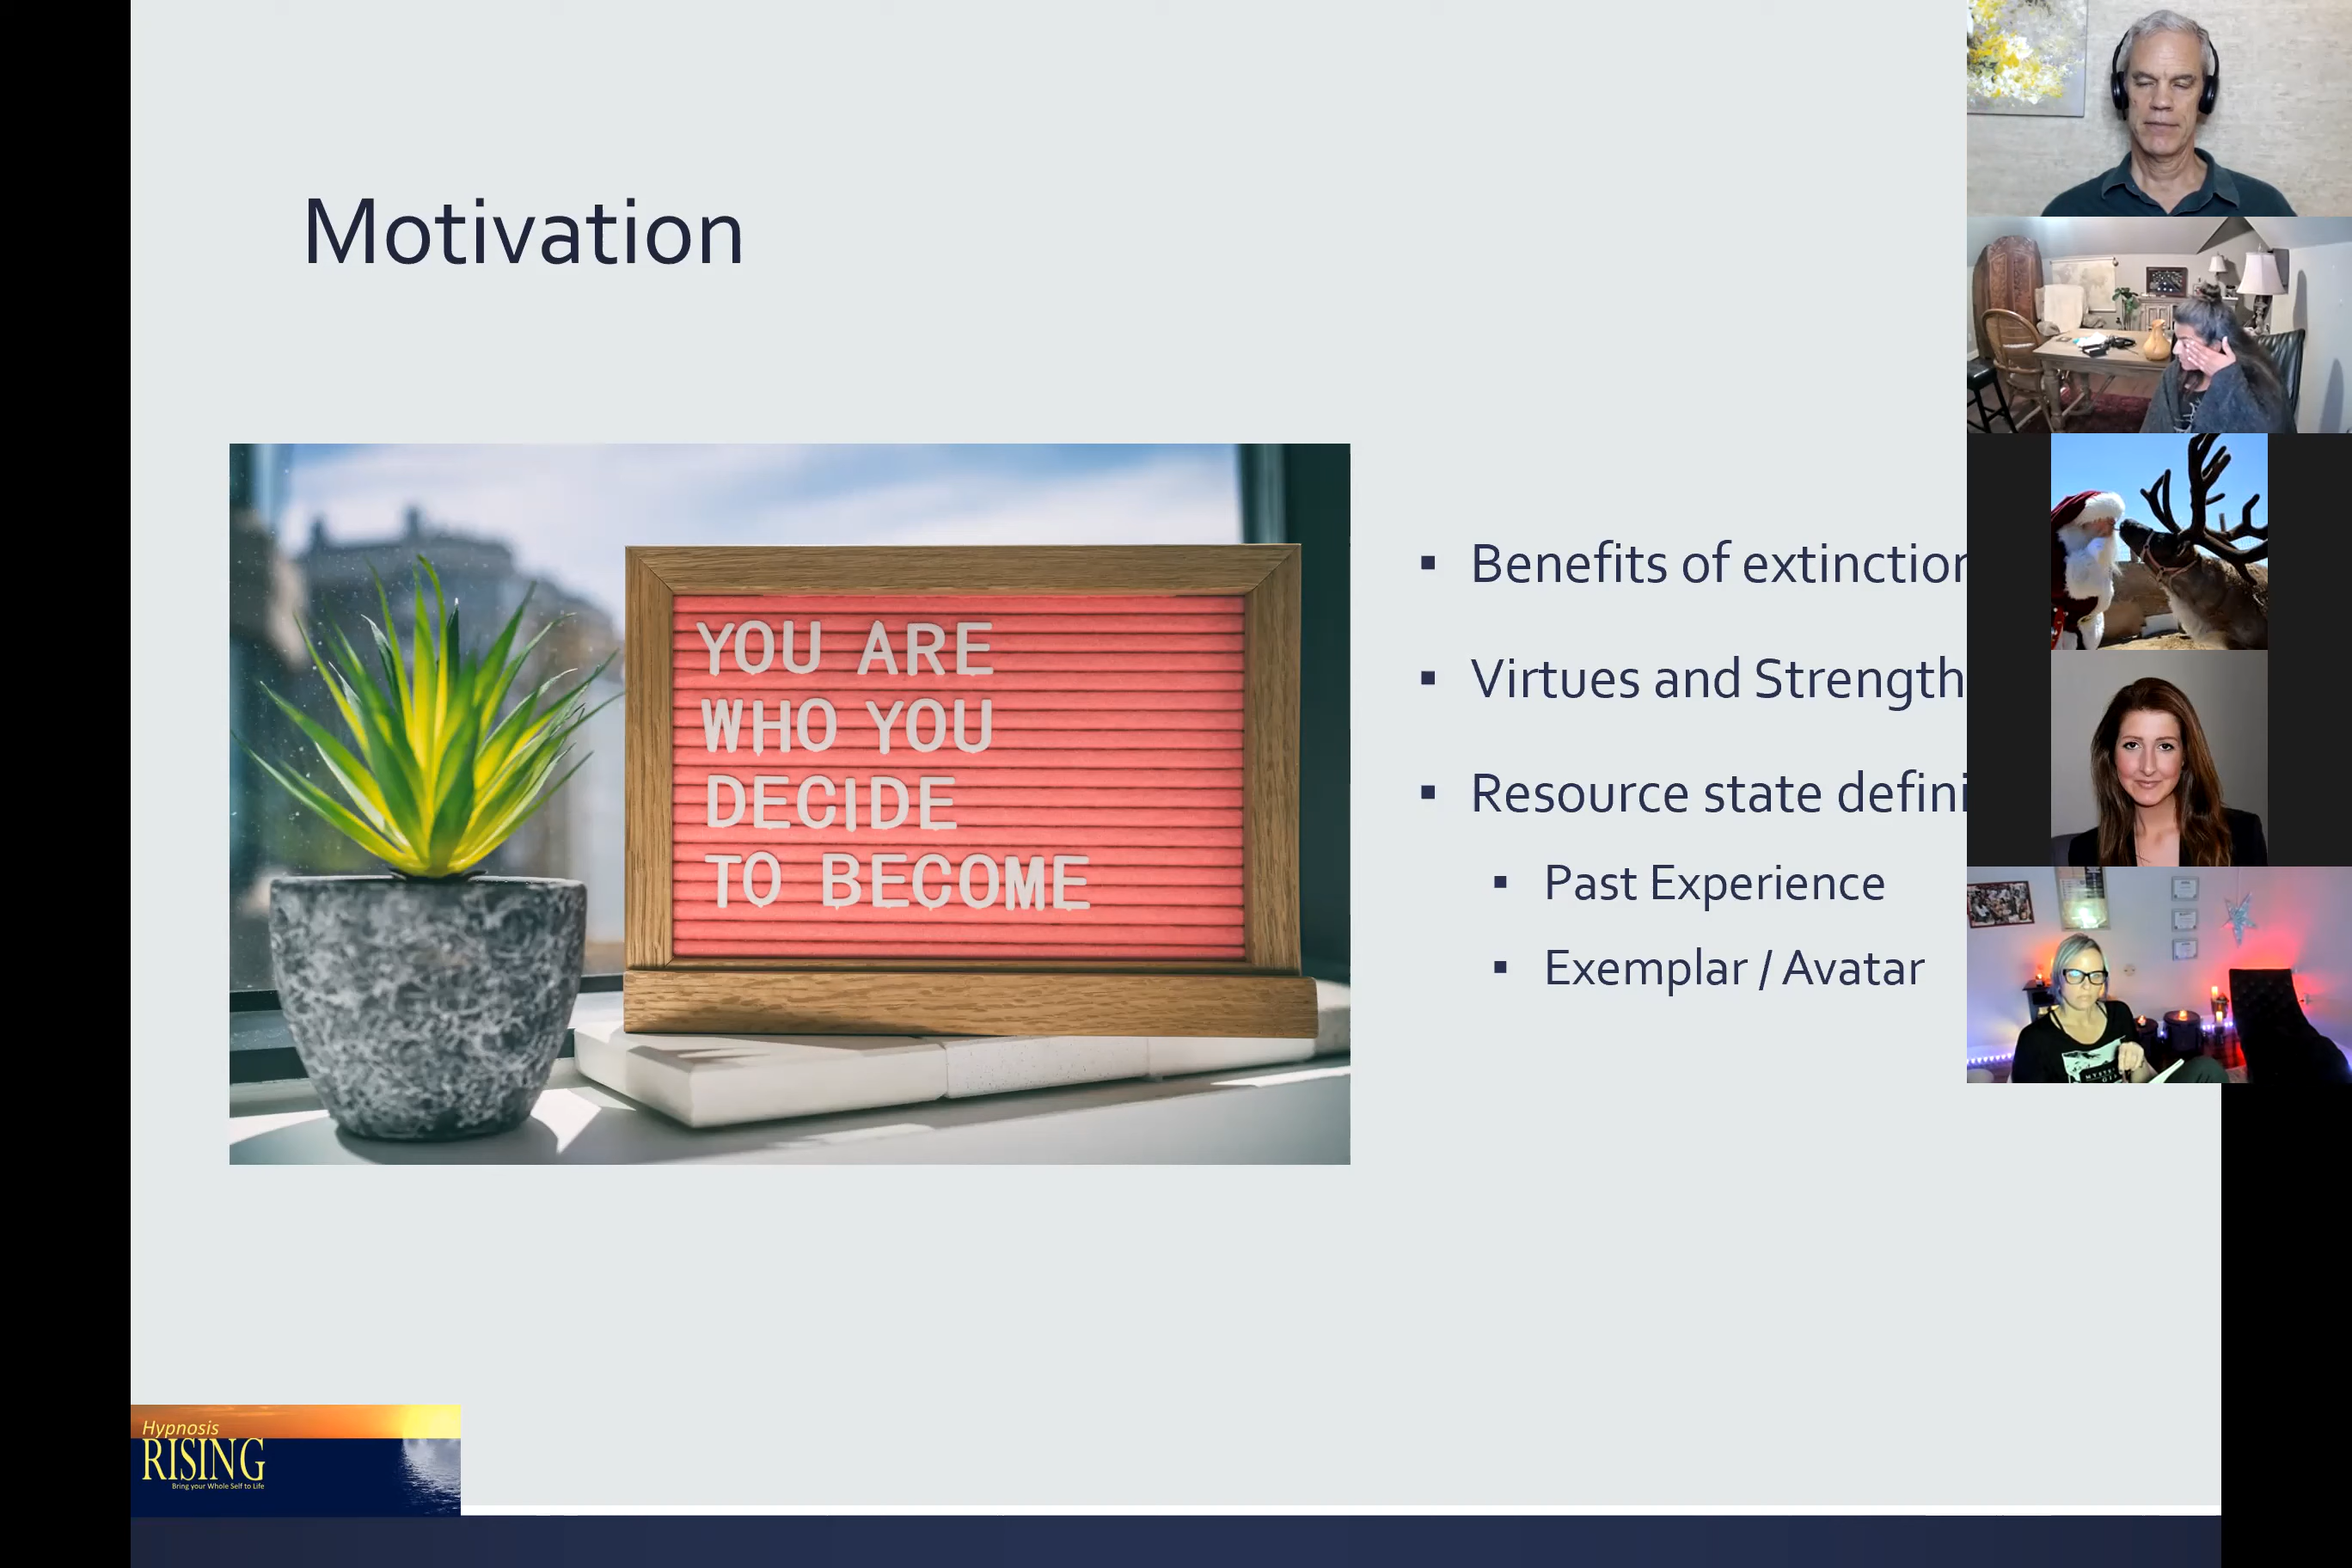 Motivation
YOU ARE
WHO YOU
DECIDE
TO BECOME
▪ Benefits of extinction
▪ Virtues and Strength
▪ Resource state defini
▪ Past Experience
▪ Exemplar / Avatar
Hypnosis
RISING
Bring your Whole Self to Life